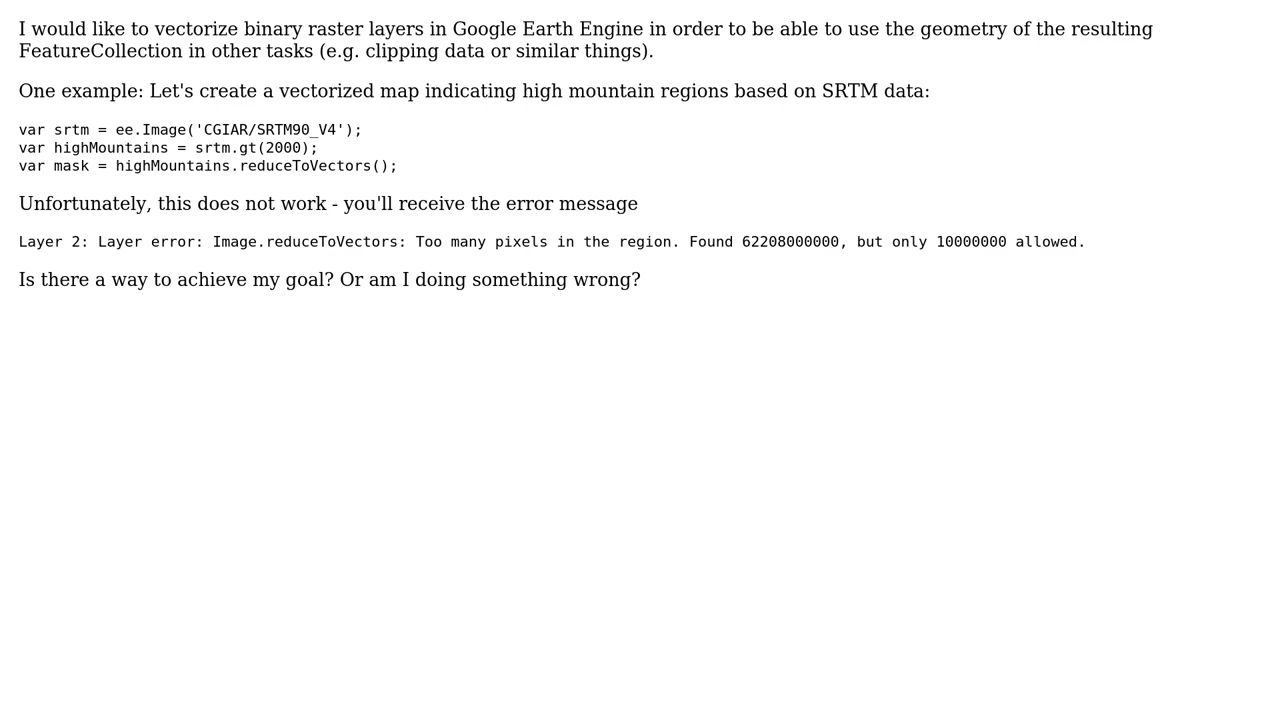 I would like to vectorize binary raster layers in Google Earth Engine in order to be able to use the geometry of the resulting
FeatureCollection in other tasks (e.g. clipping data or similar things).
One example: Let's create a vectorized map indicating high mountain regions based on SRTM data:
var srtm = ee.Image('CGIAR/SRTM90_V4');
var highMountains = srtm.gt(2000);
var mask = highMountains.reduceToVectors();
Unfortunately, this does not work - you'll receive the error message
Layer 2: Layer error: Image.reduceToVectors: Too many pixels in the region. Found 62208000000, but only 10000000 allowed.
Is there a way to achieve my goal? Or am I doing something wrong?